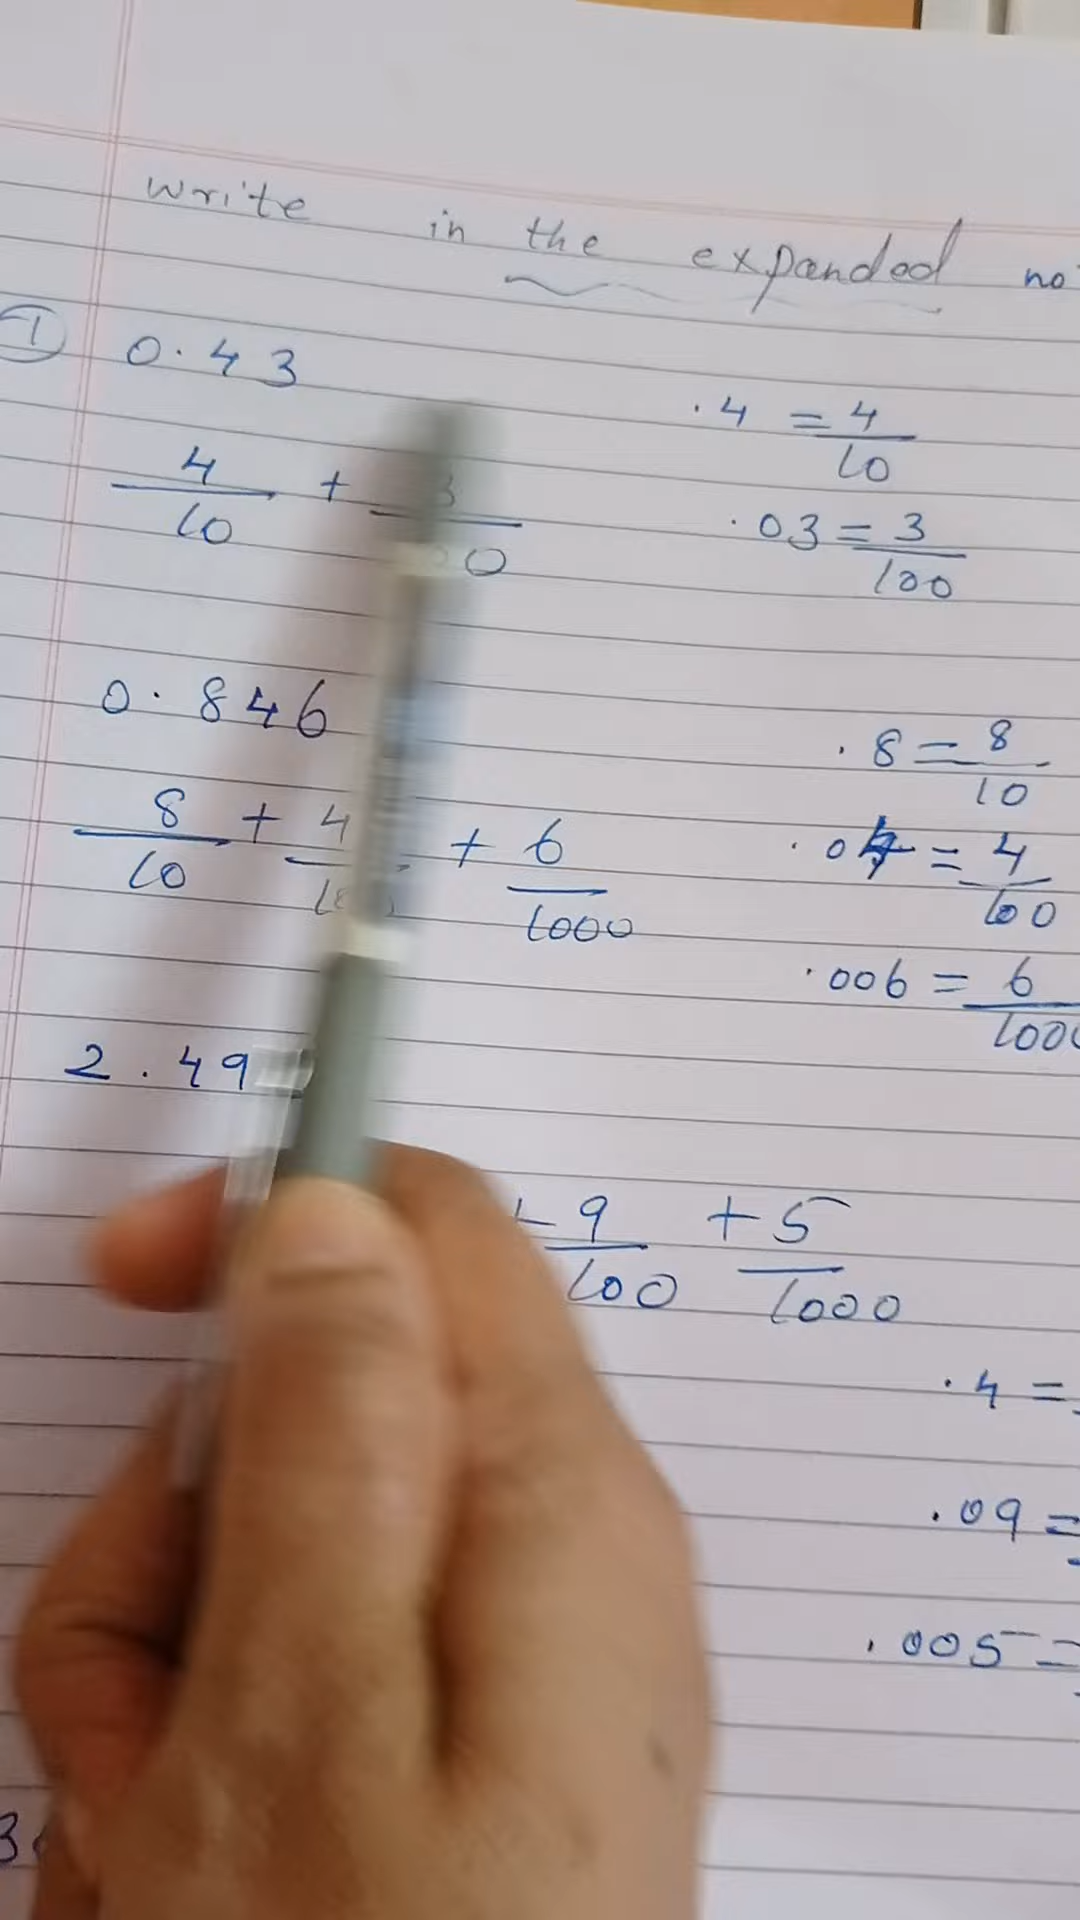 write in the expanded
1 0.43
.4 = 4/10
4/10 +
.03 = 3/100
0.846
.8 = 8/10
8/10 + 4 + 6/1000
.04 = 4/100
.006 = 6
2.49
9/100 + 5/1000
.4 =
.09 =
.005 =